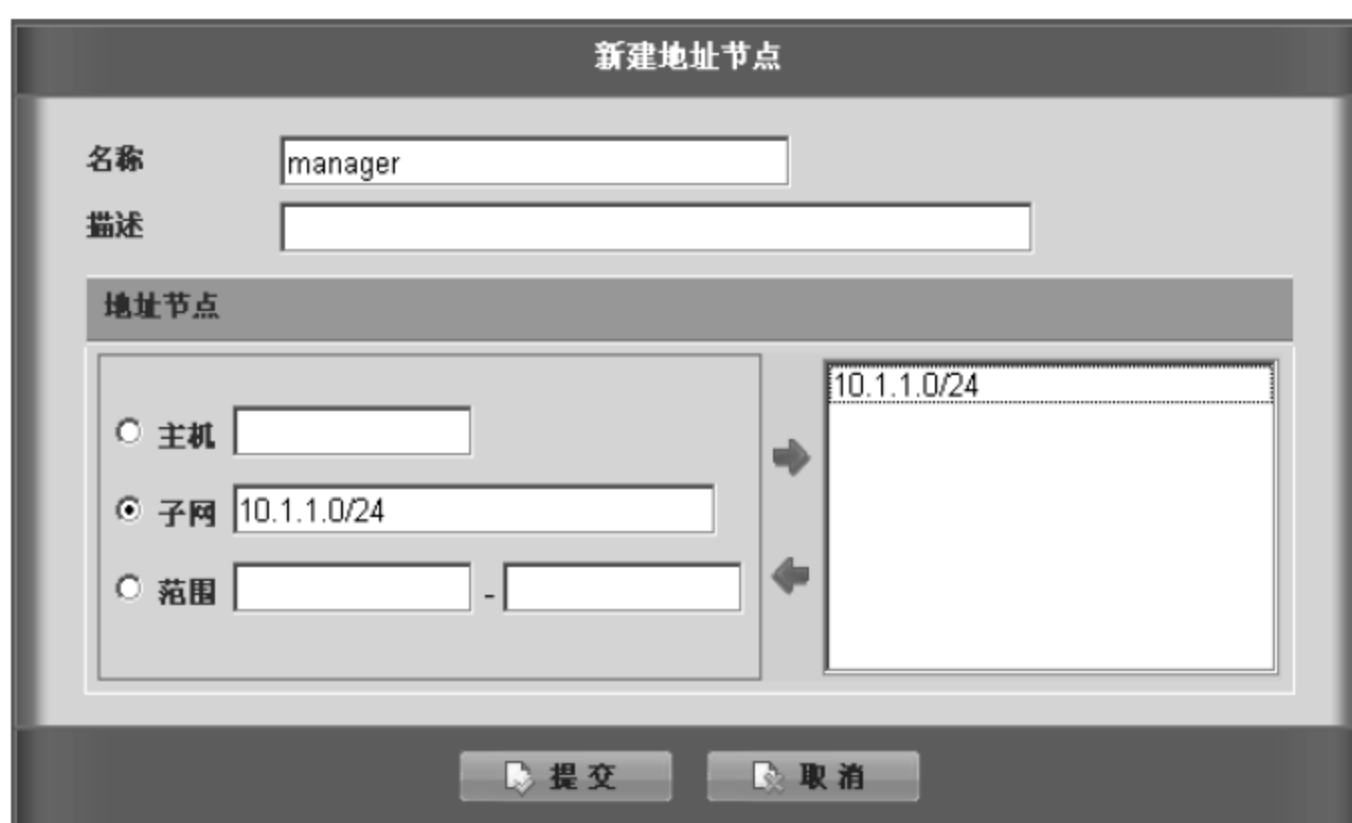 新建地址节点
名称 manager
描述
地址节点
主机
子网 10.1.1.0/24
范围 -
10.1.1.0/24
提交 取消